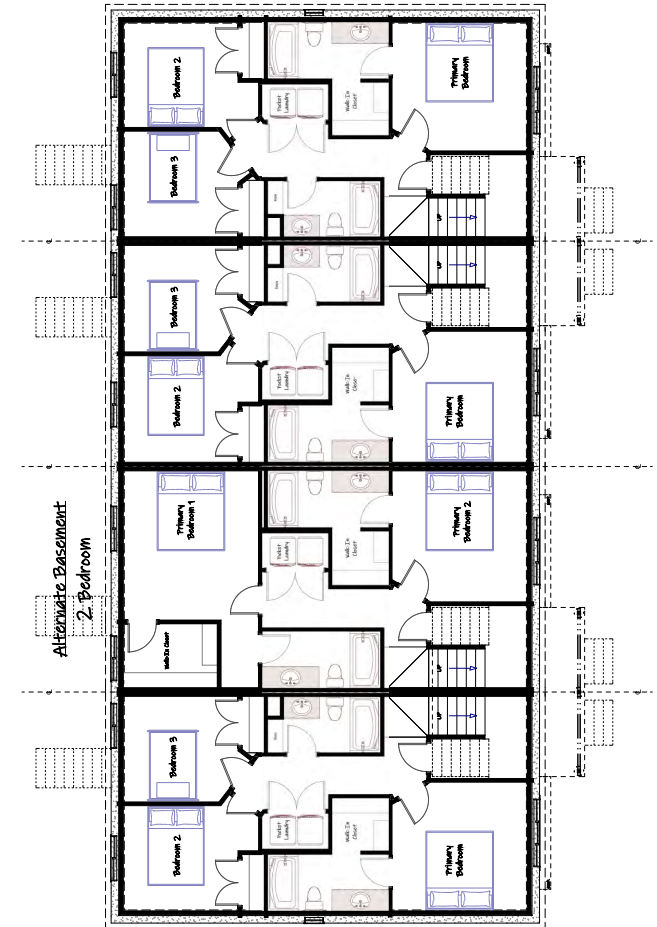 Bedroom 2
Primary
Bedroom
Pocket
Laundry
Walk-In
Closet
Bedroom 3
UP
UP
Bedroom 3
Pocket
Laundry
Walk-In
Closet
Bedroom 2
Primary
Bedroom
Alternate Basement
2 Bedroom
Primary
Bedroom 1
Primary
Bedroom 2
Pocket
Laundry
Walk-In
Closet
Walk-In Closet
UP
UP
Bedroom 3
Pocket
Laundry
Walk-In
Closet
Bedroom 2
Primary
Bedroom